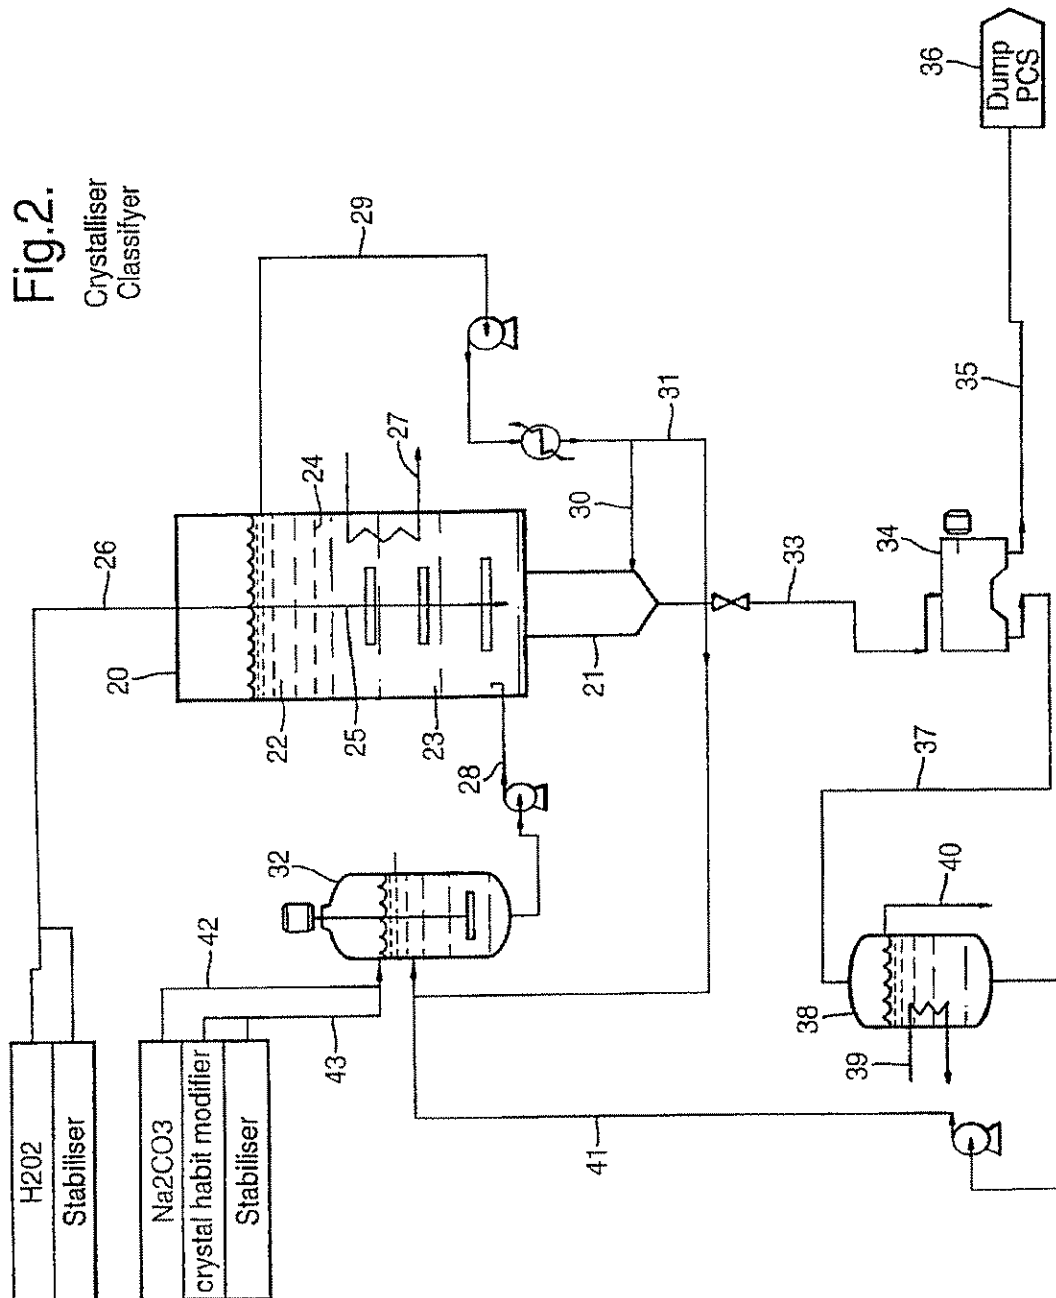 Fig.2.
Crystalliser
Classifyer
H2O2
Stabiliser
Na2CO3
crystal habit modifier
Stabiliser
26
20
22
24
25
23
27
28
29
30
31
21
32
42
43
33
34
35
36
Dump
PCS
37
38
39
40
41